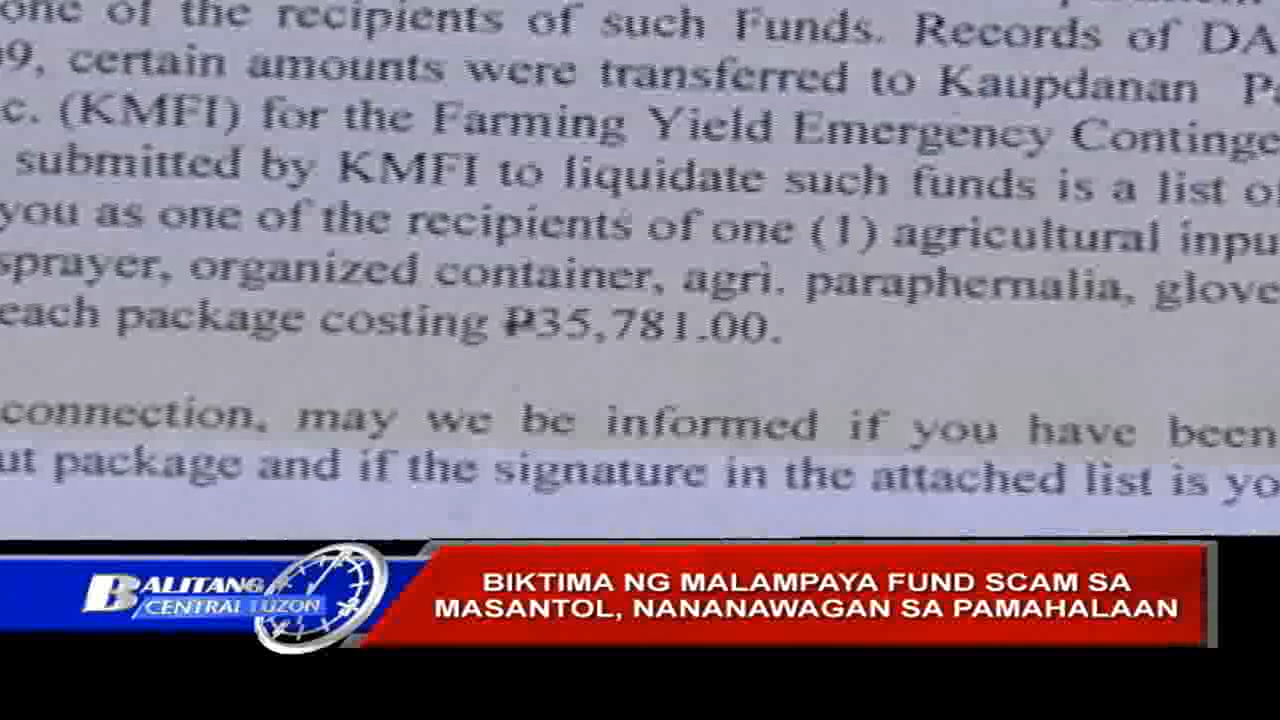 one of the recipients of such Funds. Records of DA
09, certain amounts were transferred to Kaupdanan P
c. (KMFI) for the Farming Yield Emergency Continge
submitted by KMFI to liquidate such funds is a list o
you as one of the recipients of one (1) agricultural inpu
sprayer, organized container, agri. paraphernalia, glove
each package costing ₱35,781.00.
connection, may we be informed if you have been
ut package and if the signature in the attached list is yo
BALITANG
CENTRAL LUZON
BIKTIMA NG MALAMPAYA FUND SCAM SA
MASANTOL, NANANAWAGAN SA PAMAHALAAN